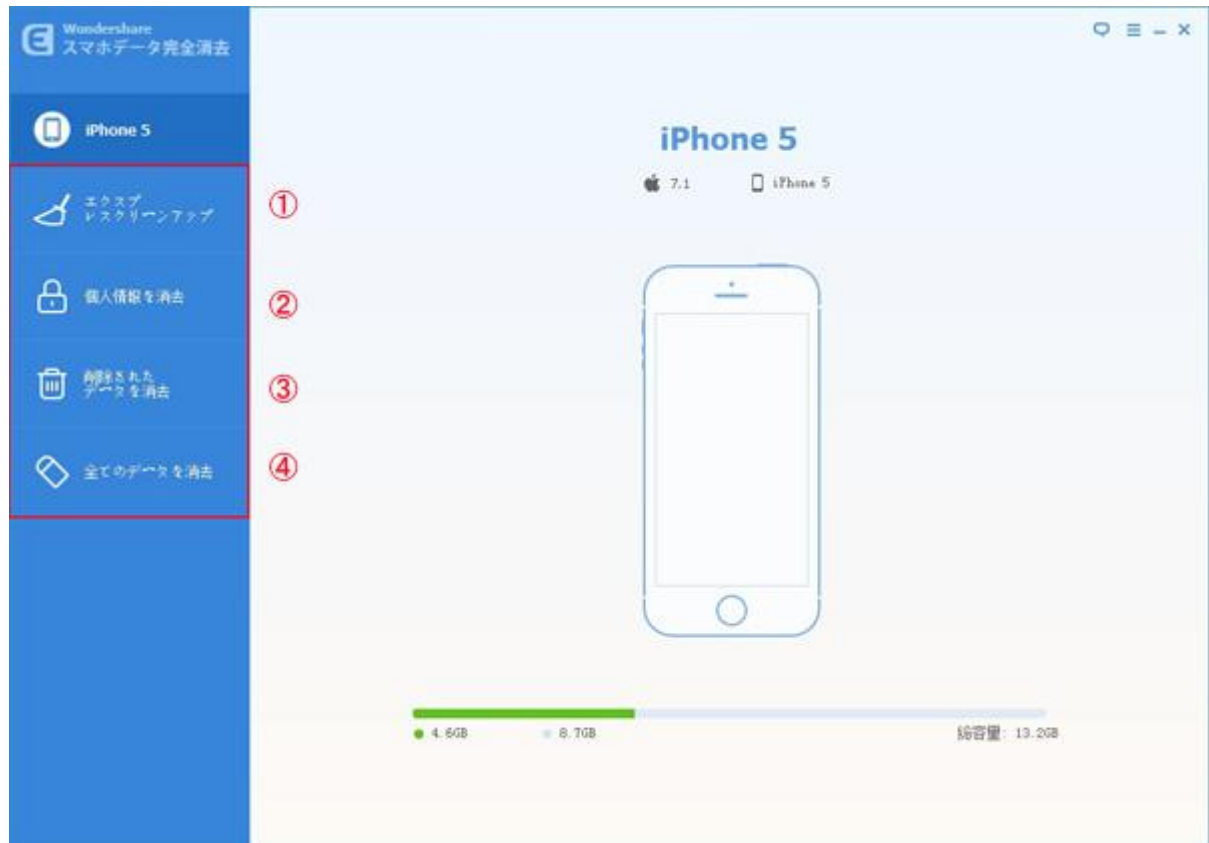 Wondershare
スマホデータ完全消去
iPhone 5
エクスプ
レスクリーンアップ
①
個人情報を消去
②
削除された
データを消去
③
全てのデータを消去
④
iPhone 5
7.1
iPhone 5
4.6GB
8.7GB
総容量: 13.2GB